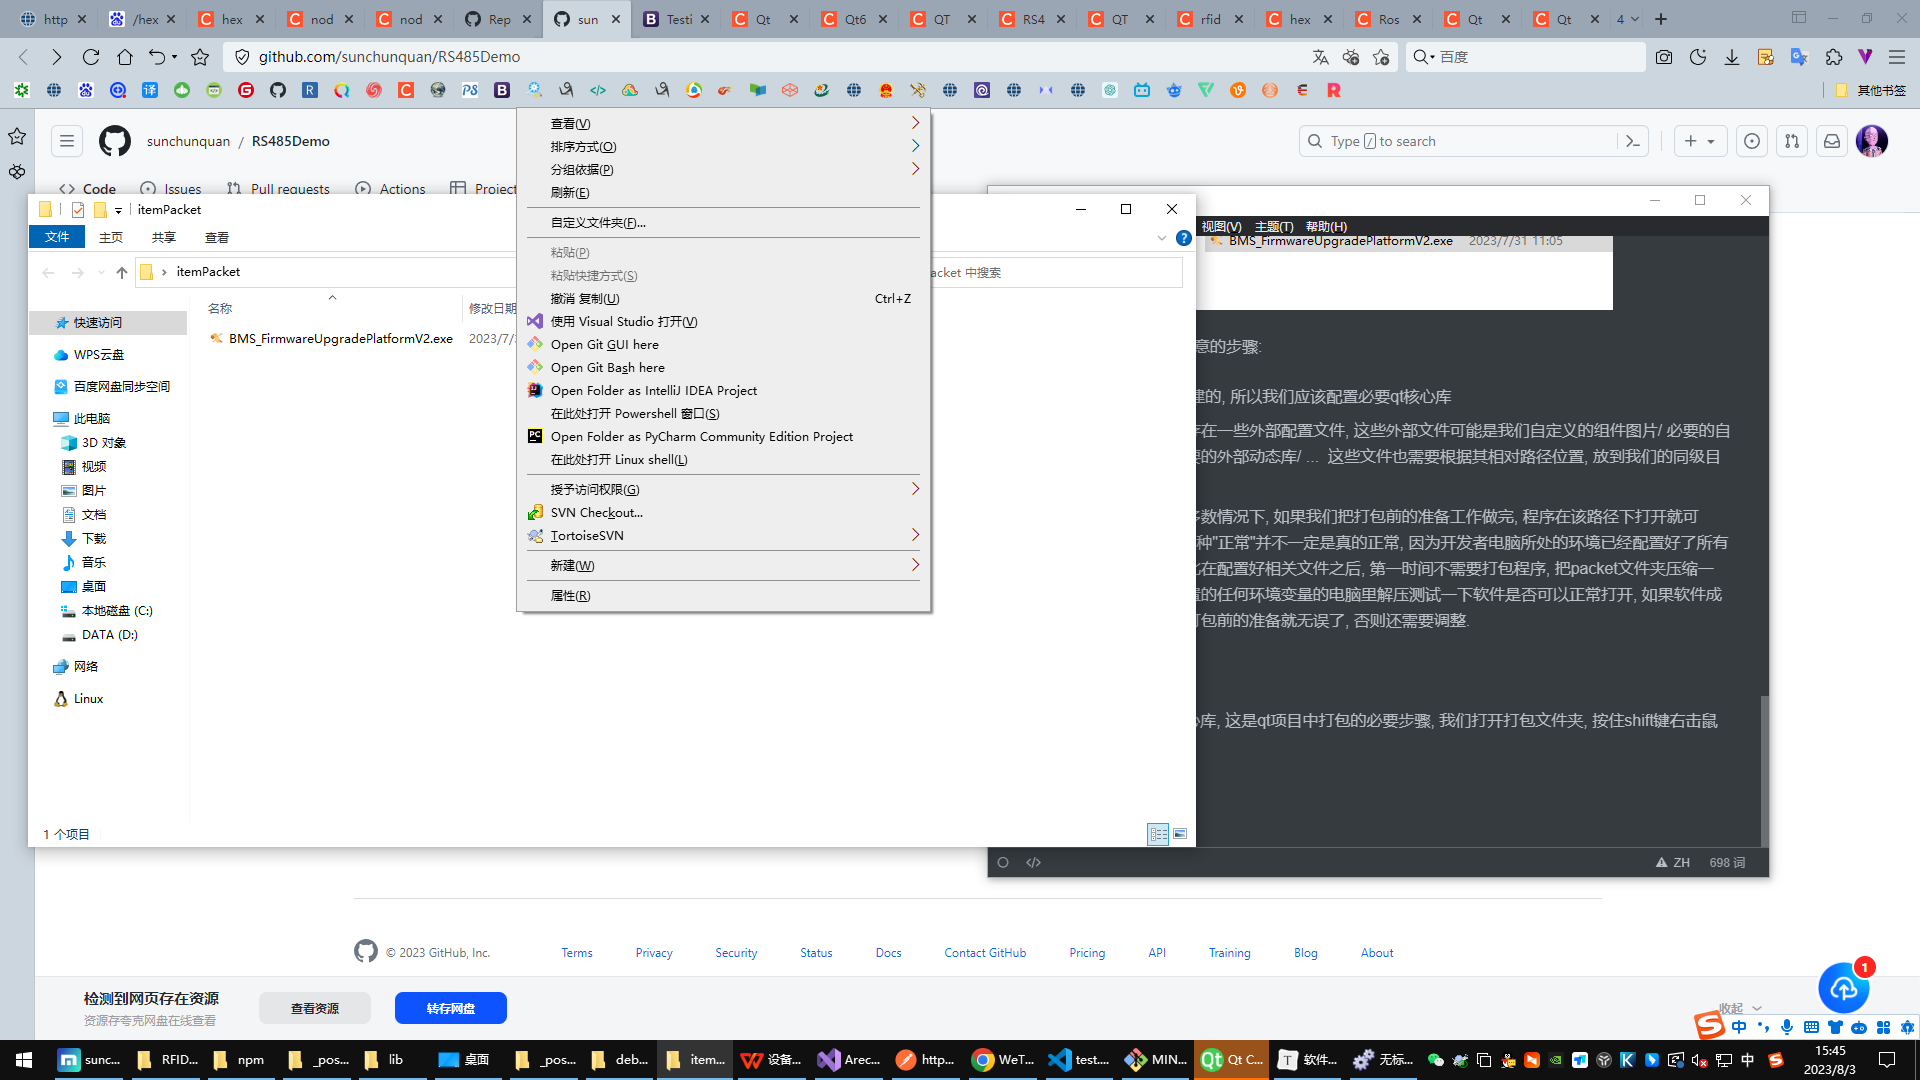 http
/hex
hex
nod
nod
Rep
sun
Testi
Qt
Qt6
QT
RS4
QT
rfid
hex
Ros
Qt
Qt
4
github.com/sunchunquan/RS485Demo
百度
其他书签
sunchunquan / RS485Demo
Type / to search
Code
Issues
Pull requests
Actions
Project
itemPacket
文件
主页
共享
查看
itemPacket
acket 中搜索
名称
修改日期
BMS_FirmwareUpgradePlatformV2.exe
2023/7/3
快速访问
WPS云盘
百度网盘同步空间
此电脑
3D 对象
视频
图片
文档
下载
音乐
桌面
本地磁盘 (C:)
DATA (D:)
网络
Linux
1 个项目
查看(V)
排序方式(O)
分组依据(P)
刷新(E)
自定义文件夹(F)...
粘贴(P)
粘贴快捷方式(S)
撤消 复制(U)
Ctrl+Z
使用 Visual Studio 打开(V)
Open Git GUI here
Open Git Bash here
Open Folder as IntelliJ IDEA Project
在此处打开 Powershell 窗口(S)
Open Folder as PyCharm Community Edition Project
在此处打开 Linux shell(L)
授予访问权限(G)
SVN Checkout...
TortoiseSVN
新建(W)
属性(R)
视图(V)
主题(T)
帮助(H)
BMS_FirmwareUpgradePlatformV2.exe
2023/7/31 11:05
意的步骤:
建的, 所以我们应该配置必要qt核心库
存在一些外部配置文件, 这些外部文件可能是我们自定义的组件图片/ 必要的自
要的外部动态库/ ... 这些文件也需要根据其相对路径位置, 放到我们的同级目
多数情况下, 如果我们把打包前的准备工作做完, 程序在该路径下打开就可
种"正常"并不一定是真的正常, 因为开发者电脑所处的环境已经配置好了所有
在配置好相关文件之后, 第一时间不需要打包程序, 把packet文件夹压缩一
置的任何环境变量的电脑里解压测试一下软件是否可以正常打开, 如果软件成
打包前的准备就无误了, 否则还需要调整.
心库, 这是qt项目中打包的必要步骤, 我们打开打包文件夹, 按住shift键右击鼠
ZH
698 词
© 2023 GitHub, Inc.
Terms
Privacy
Security
Status
Docs
Contact GitHub
Pricing
API
Training
Blog
About
检测到网页存在资源
资源存夸克网盘在线查看
查看资源
转存网盘
收起
1
中
sunc...
RFID...
npm
_pos...
lib
桌面
_pos...
deb...
item...
设备...
Arec...
http...
WeT...
test...
MIN...
Qt C...
软件...
无标...
中
15:45
2023/8/3